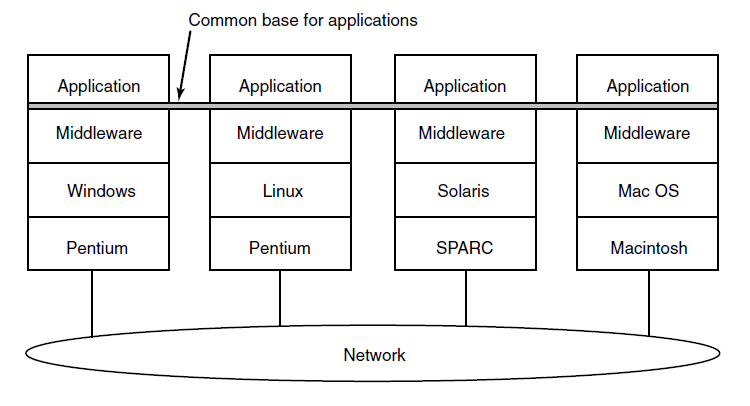 Common base for applications
Application Application Application Application
Middleware Middleware Middleware Middleware
Windows Linux Solaris Mac OS
Pentium Pentium SPARC Macintosh
Network